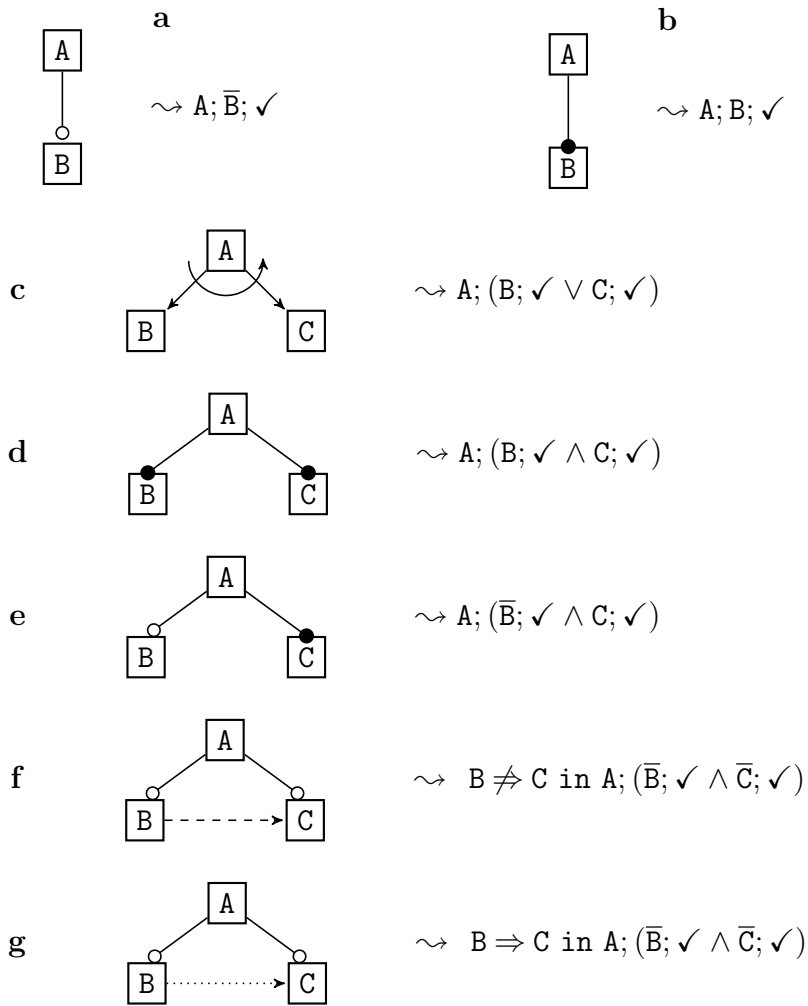 a b
A A
⇝ A; B̅; ✓ ⇝ A; B; ✓
B B
A
c ⇝ A; (B; ✓ ∨ C; ✓)
B C
A
d ⇝ A; (B; ✓ ∧ C; ✓)
B C
A
e ⇝ A; (B̅; ✓ ∧ C; ✓)
B C
A
f ⇝ B ⇏ C in A; (B̅; ✓ ∧ C̅; ✓)
B C
A
g ⇝ B ⇒ C in A; (B̅; ✓ ∧ C̅; ✓)
B C